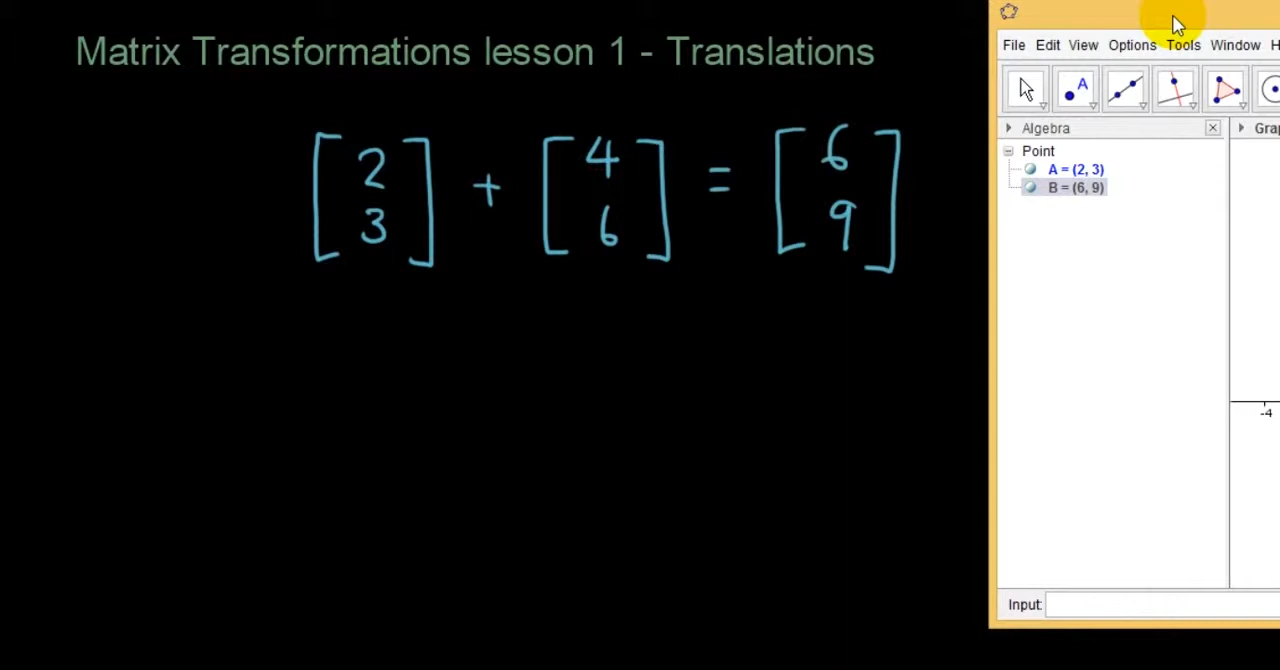 Matrix Transformations lesson 1 - Translations
[2 3] + [4 6] = [6 9]
File Edit View Options Tools Window H
A
Algebra
Gra
Point
A = (2, 3)
B = (6, 9)
-4
Input: